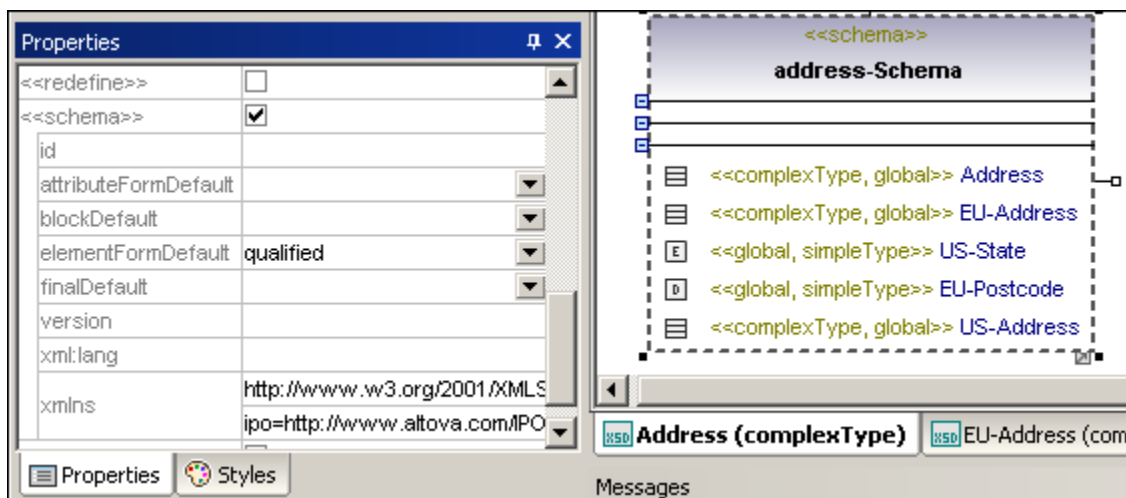 Properties
<<redefine>>
<<schema>>
id
attributeFormDefault
blockDefault
elementFormDefault qualified
finalDefault
version
xml:lang
xmlns
http://www.w3.org/2001/XMLS
ipo=http://www.altova.com/IPO
Properties
Styles
<<schema>>
address-Schema
<<complexType, global>> Address
<<complexType, global>> EU-Address
E <<global, simpleType>> US-State
D <<global, simpleType>> EU-Postcode
<<complexType, global>> US-Address
XSD Address (complexType)
XSD EU-Address (com
Messages